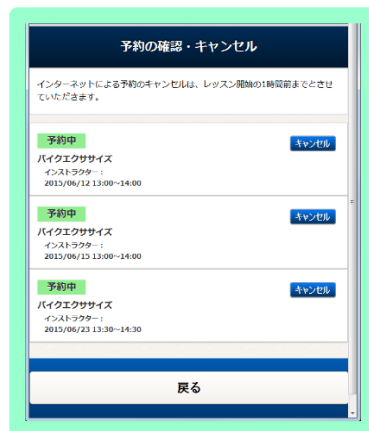 予約の確認・キャンセル
インターネットによる予約のキャンセルは、レッスン開始の1時間前までとさせ
ていただきます。
予約中
キャンセル
バイクエクササイズ
インストラクター：
2015/06/12 13:00～14:00
予約中
キャンセル
バイクエクササイズ
インストラクター：
2015/06/15 13:00～14:00
予約中
キャンセル
バイクエクササイズ
インストラクター：
2015/06/23 13:30～14:30
戻る